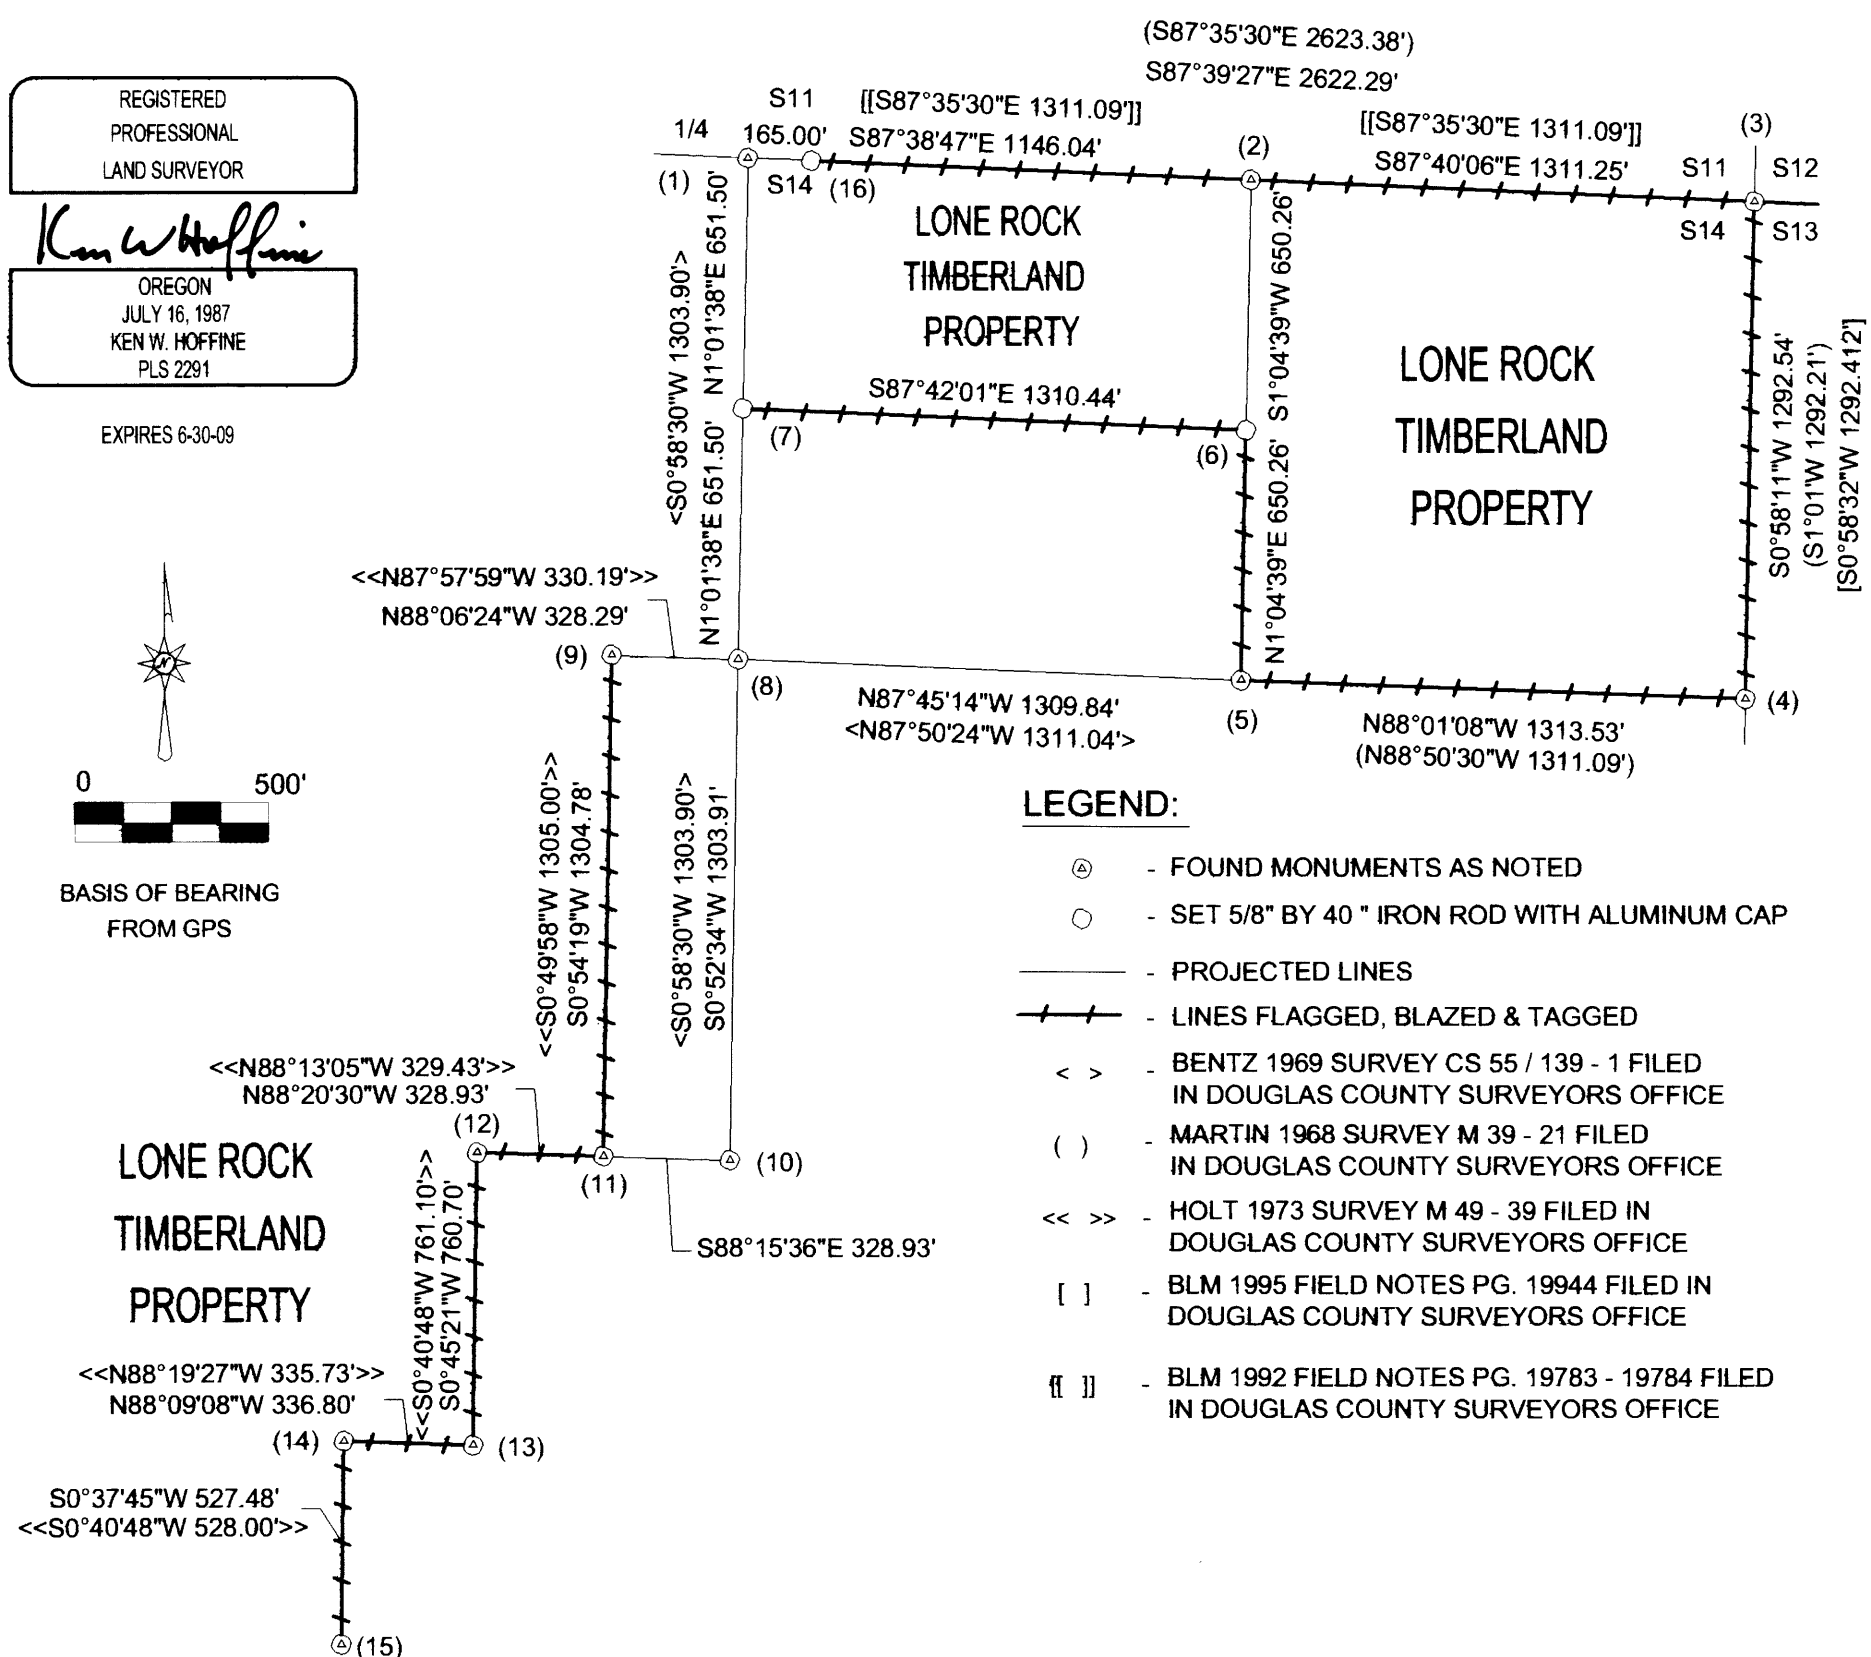 (S87°35'30"E 2623.38')
S87°39'27"E 2622.29'
REGISTERED
PROFESSIONAL
LAND SURVEYOR
Ken W Hoffine
OREGON
JULY 16, 1987
KEN W. HOFFINE
PLS 2291
EXPIRES 6-30-09
S11
[[S87°35'30"E 1311.09']]
1/4
165.00'
S87°38'47"E 1146.04'
(1)
S14
(16)
(2)
[[S87°35'30"E 1311.09']]
S87°40'06"E 1311.25'
(3)
S11
S12
S14
S13
LONE ROCK
TIMBERLAND
PROPERTY
<S0°58'30"W 1303.90'>
N1°01'38"E 651.50'
N1°01'38"E 651.50'
S1°04'39"W 650.26'
N1°04'39"E 650.26'
S87°42'01"E 1310.44'
(7)
(6)
LONE ROCK
TIMBERLAND
PROPERTY
S0°58'11"W 1292.54'
(S1°01'W 1292.21')
[S0°58'32"W 1292.412"]
<<N87°57'59"W 330.19'>>
N88°06'24"W 328.29'
(9)
(8)
N87°45'14"W 1309.84'
<N87°50'24"W 1311.04'>
(5)
N88°01'08"W 1313.53'
(N88°50'30"W 1311.09')
(4)
N
0
500'
BASIS OF BEARING
FROM GPS
<<S0°49'58"W 1305.00'>>
S0°54'19"W 1304.78'
<S0°58'30"W 1303.90'>
S0°52'34"W 1303.91'
<<N88°13'05"W 329.43'>>
N88°20'30"W 328.93'
(12)
(11)
(10)
S88°15'36"E 328.93'
LONE ROCK
TIMBERLAND
PROPERTY
<<S0°40'48"W 761.10'>>
S0°45'21"W 760.70'
<<N88°19'27"W 335.73'>>
N88°09'08"W 336.80'
(14)
(13)
S0°37'45"W 527.48'
<<S0°40'48"W 528.00'>>
(15)
LEGEND:
- FOUND MONUMENTS AS NOTED
- SET 5/8" BY 40 " IRON ROD WITH ALUMINUM CAP
- PROJECTED LINES
- LINES FLAGGED, BLAZED & TAGGED
< > - BENTZ 1969 SURVEY CS 55 / 139 - 1 FILED
IN DOUGLAS COUNTY SURVEYORS OFFICE
( ) - MARTIN 1968 SURVEY M 39 - 21 FILED
IN DOUGLAS COUNTY SURVEYORS OFFICE
<< >> - HOLT 1973 SURVEY M 49 - 39 FILED IN
DOUGLAS COUNTY SURVEYORS OFFICE
[ ] - BLM 1995 FIELD NOTES PG. 19944 FILED IN
DOUGLAS COUNTY SURVEYORS OFFICE
[[ ]] - BLM 1992 FIELD NOTES PG. 19783 - 19784 FILED
IN DOUGLAS COUNTY SURVEYORS OFFICE